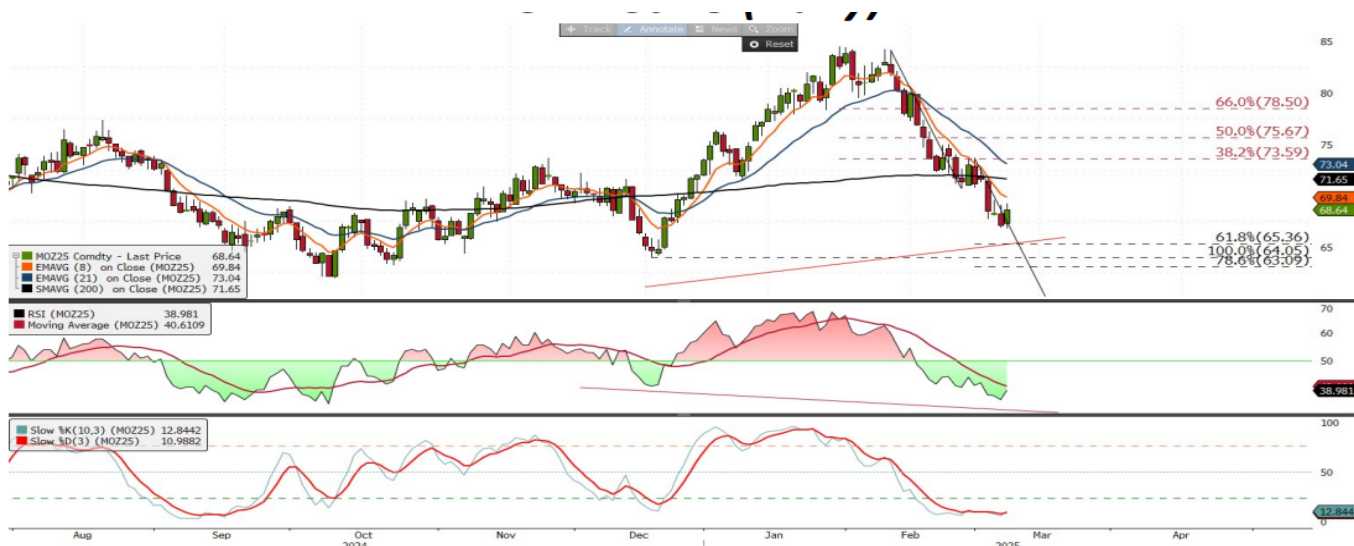 Track Annotate News Zoom
Reset
85
80
75
65
66.0%(78.50)
50.0%(75.67)
38.2%(73.59)
73.04
71.65
69.84
68.64
61.8%(65.36)
100.0%(64.05)
78.6%(63.09)
MOZ25 Comdty - Last Price 68.64
EMAVG (8) on Close (MOZ25) 69.84
EMAVG (21) on Close (MOZ25) 73.04
SMAVG (200) on Close (MOZ25) 71.65
RSI (MOZ25) 38.981
Moving Average (MOZ25) 40.6109
70
60
50
38.981
Slow %K(10,3) (MOZ25) 12.8442
Slow %D(3) (MOZ25) 10.9882
100
50
12.844
0
Aug Sep Oct Nov Dec Jan Feb Mar Apr
2024 2025